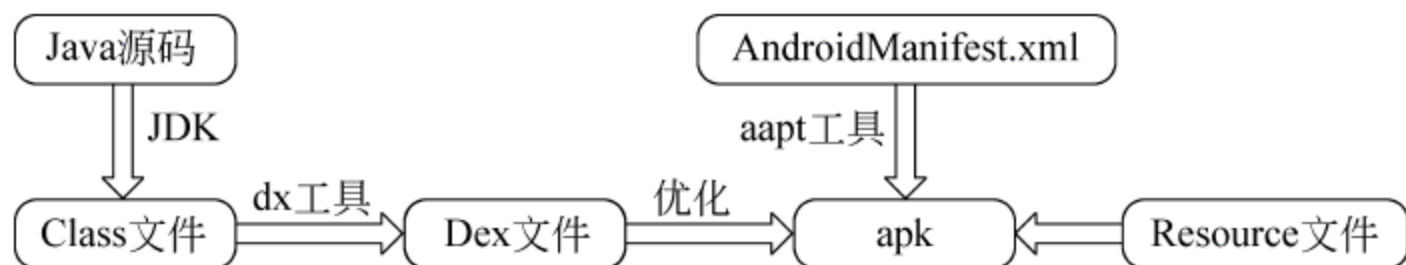 Java源码
AndroidManifest.xml
JDK
aapt工具
dx工具
优化
Class文件
Dex文件
apk
Resource文件